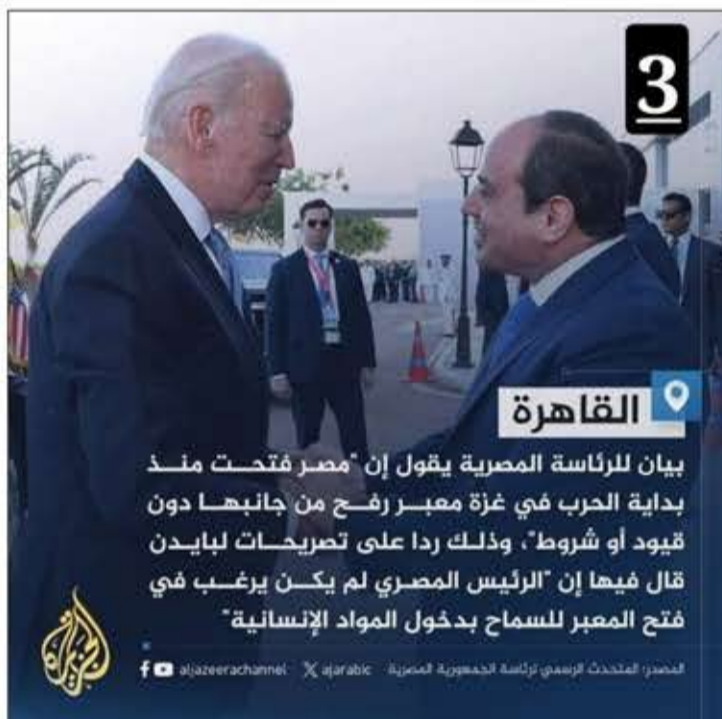 3
القاهرة
بيان للرئاسة المصرية يقول إن "مصر فتحت منذ
بداية الحرب في غزة معبر رفح من جانبها دون
قيود أو شروط"، وذلك ردا على تصريحات لبايدن
قال فيها إن "الرئيس المصري لم يكن يرغب في
فتح المعبر للسماح بدخول المواد الإنسانية"
المصدر: المتحدث الرسمي لرئاسة الجمهورية المصرية ajarabic aljazeerachannel
الجزيرة